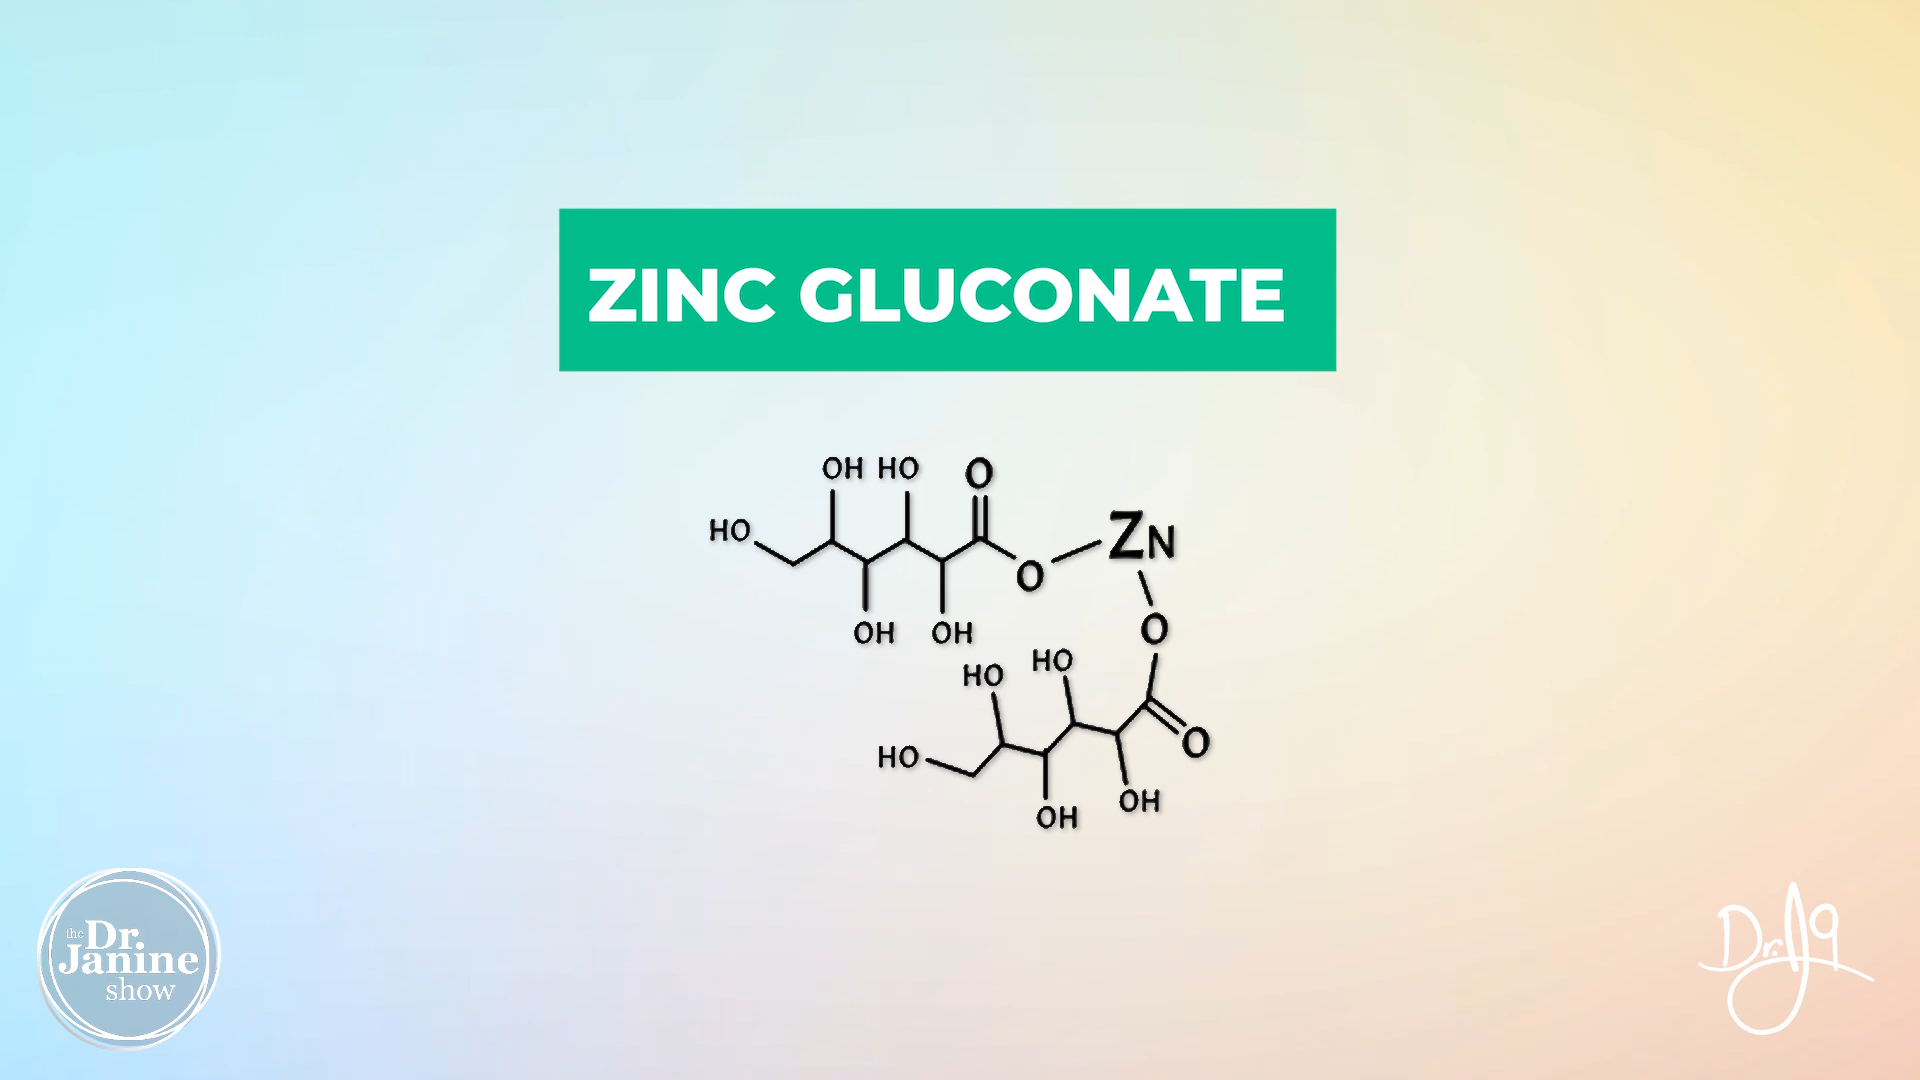 ZINC GLUCONATE
OH HO O
HO
ZN
O
OH OH
O
HO HO
HO
O
OH
OH
the Dr.
Janine
show
Dr. J9